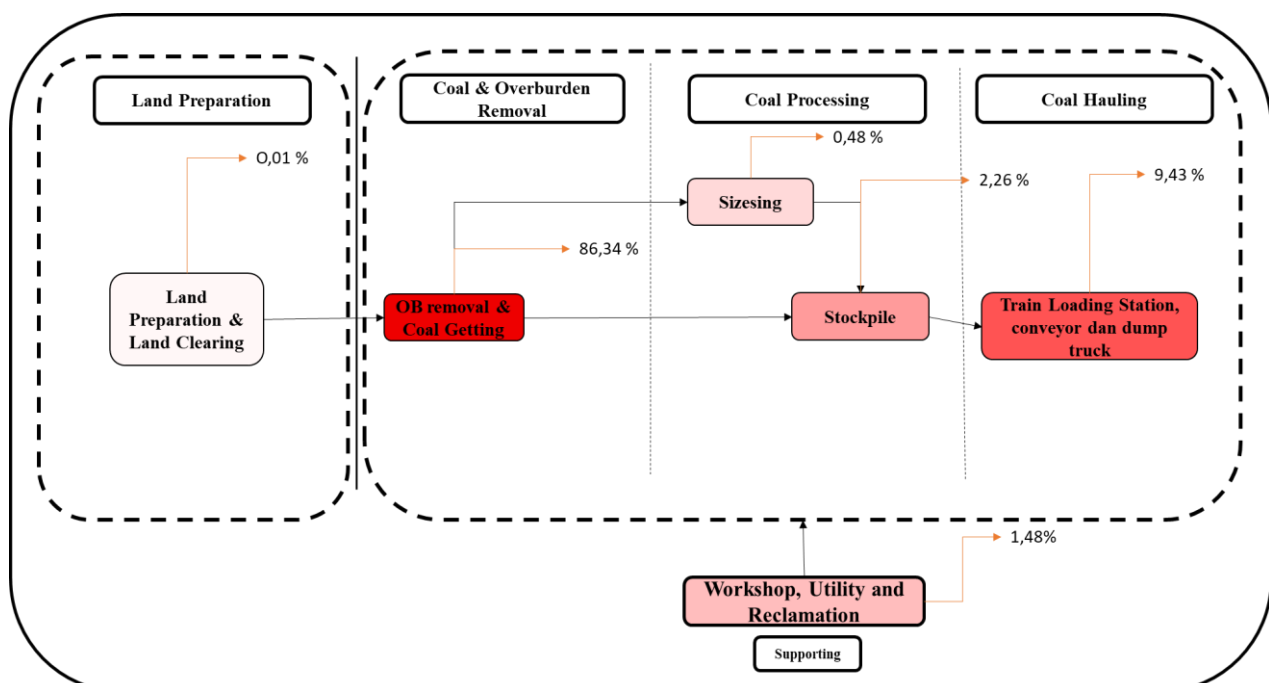 Land Preparation
Coal & Overburden
Removal
Coal Processing
Coal Hauling
O,01 %
0,48 %
2,26 %
9,43 %
Sizesing
86,34 %
Land
Preparation &
Land Clearing
OB removal &
Coal Getting
Stockpile
Train Loading Station,
conveyor dan dump
truck
1,48%
Workshop, Utility and
Reclamation
Supporting